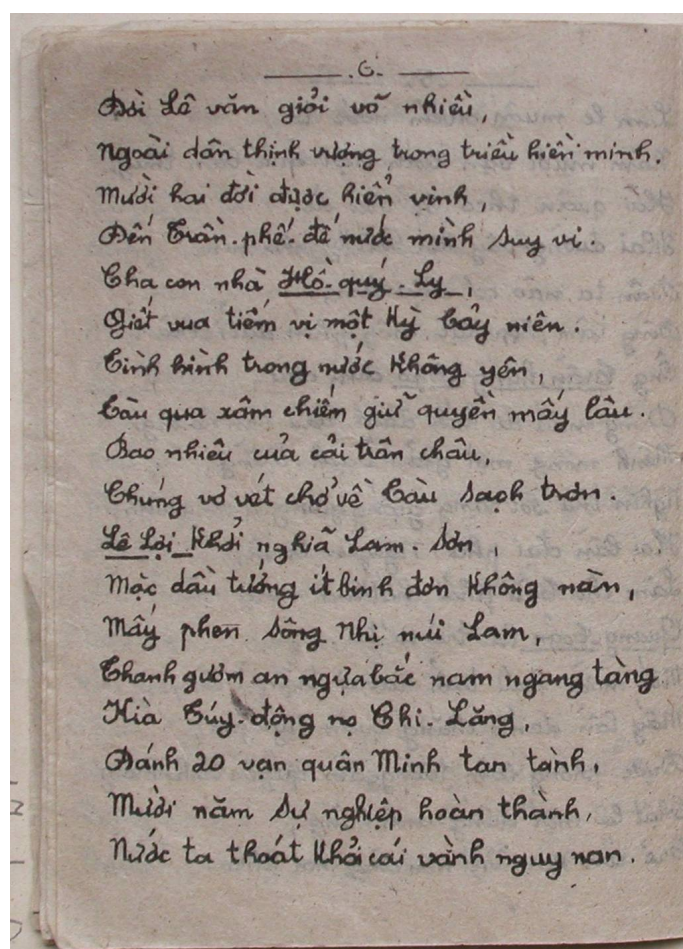 .6.
Đời Lê văn giỏi võ nhiều,
Ngoài dân thịnh vượng trong triều hiền minh.
Mười hai đời được hiển vinh,
Đến Trần-phế-đế nước mình suy vi.
Cha con nhà Hồ-quý-Ly,
Giết vua tiếm vị một kỳ bảy niên.
Tình hình trong nước không yên,
Tàu qua xâm chiếm giữ quyền mấy lâu.
Bao nhiêu của cải trân châu,
Chúng vơ vét chở về Tàu sạch trơn.
Lê Lợi khởi nghiã Lam-Sơn,
Mặc dầu tướng ít binh đơn không nàn,
Mấy phen sông Nhị núi Lam,
Thanh gươm an ngựa bắc nam ngang tàng
Kià Túy-động nọ Chi-Lăng,
Đánh 20 vạn quân Minh tan tành,
Mười năm sự nghiệp hoàn thành,
Nước ta thoát khỏi cái vành nguy nan.